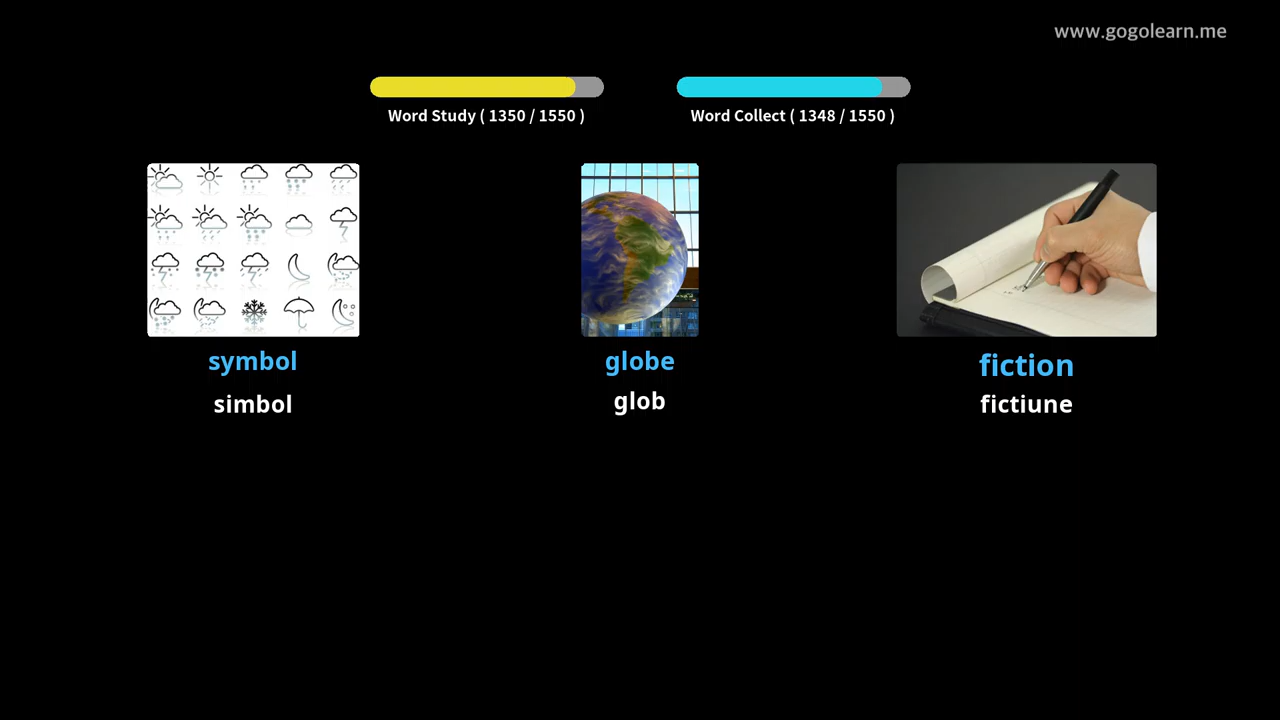 www.gogolearn.me
Word Study ( 1350 / 1550 )
Word Collect ( 1348 / 1550 )
symbol
globe
fiction
simbol
glob
fictiune